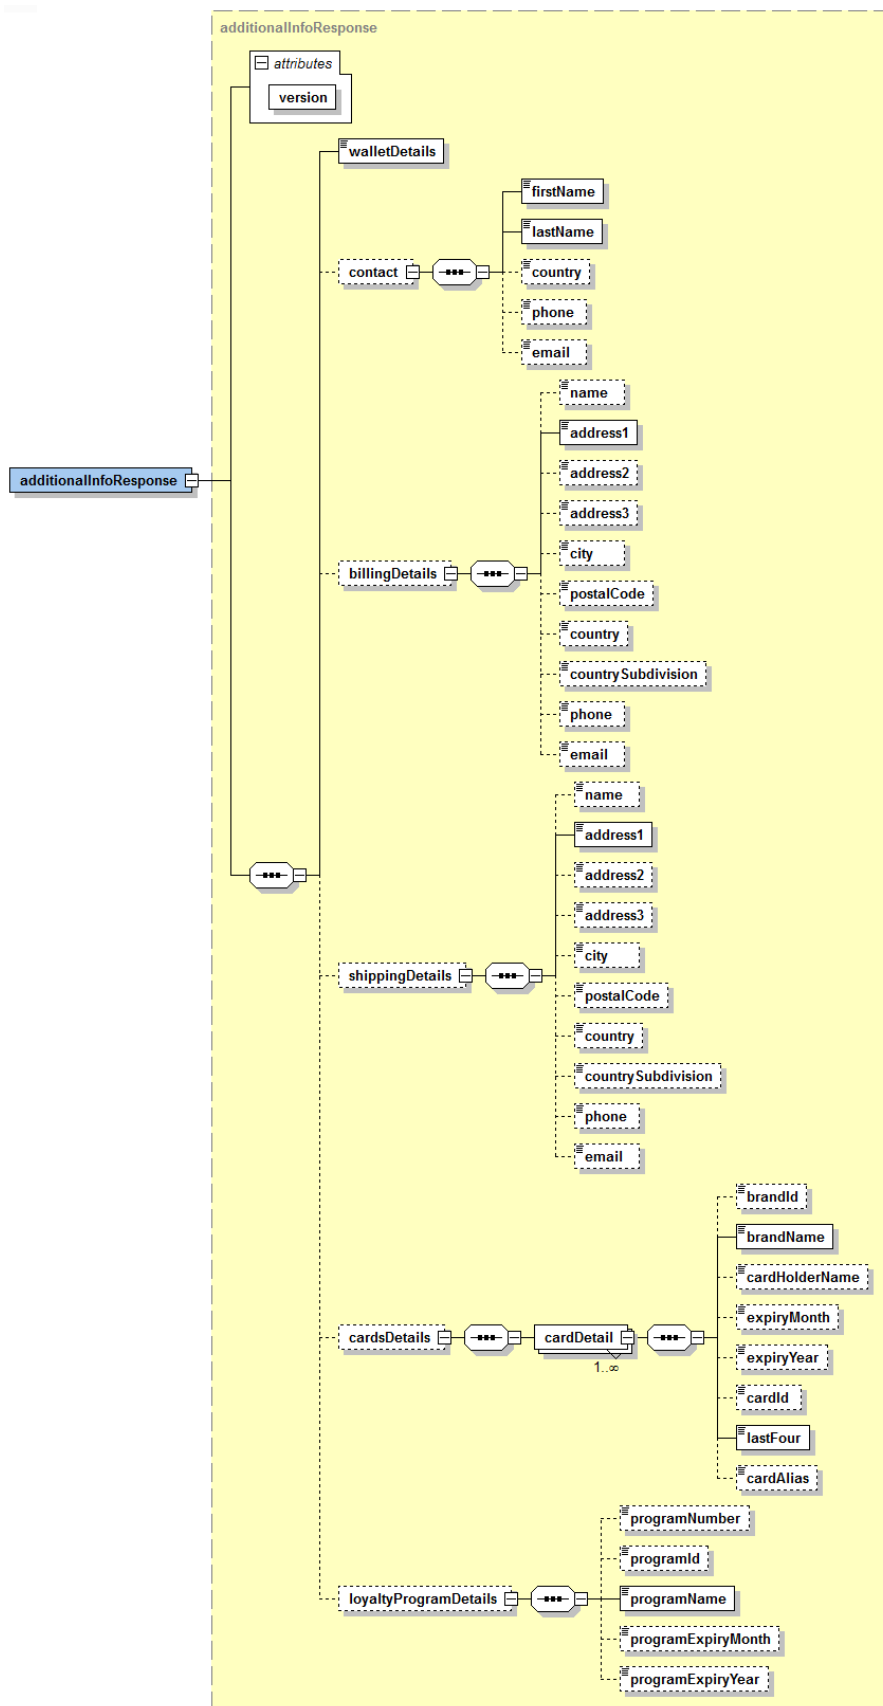 additionalInfoResponse
attributes
version
walletDetails
firstName
lastName
contact
country
phone
email
name
address1
additionalInfoResponse
address2
address3
city
billingDetails
postalCode
country
countrySubdivision
phone
email
name
address1
address2
address3
city
shippingDetails
postalCode
country
countrySubdivision
phone
email
brandId
brandName
cardHolderName
expiryMonth
cardsDetails
cardDetail
1..∞
expiryYear
cardId
lastFour
cardAlias
programNumber
programId
loyaltyProgramDetails
programName
programExpiryMonth
programExpiryYear